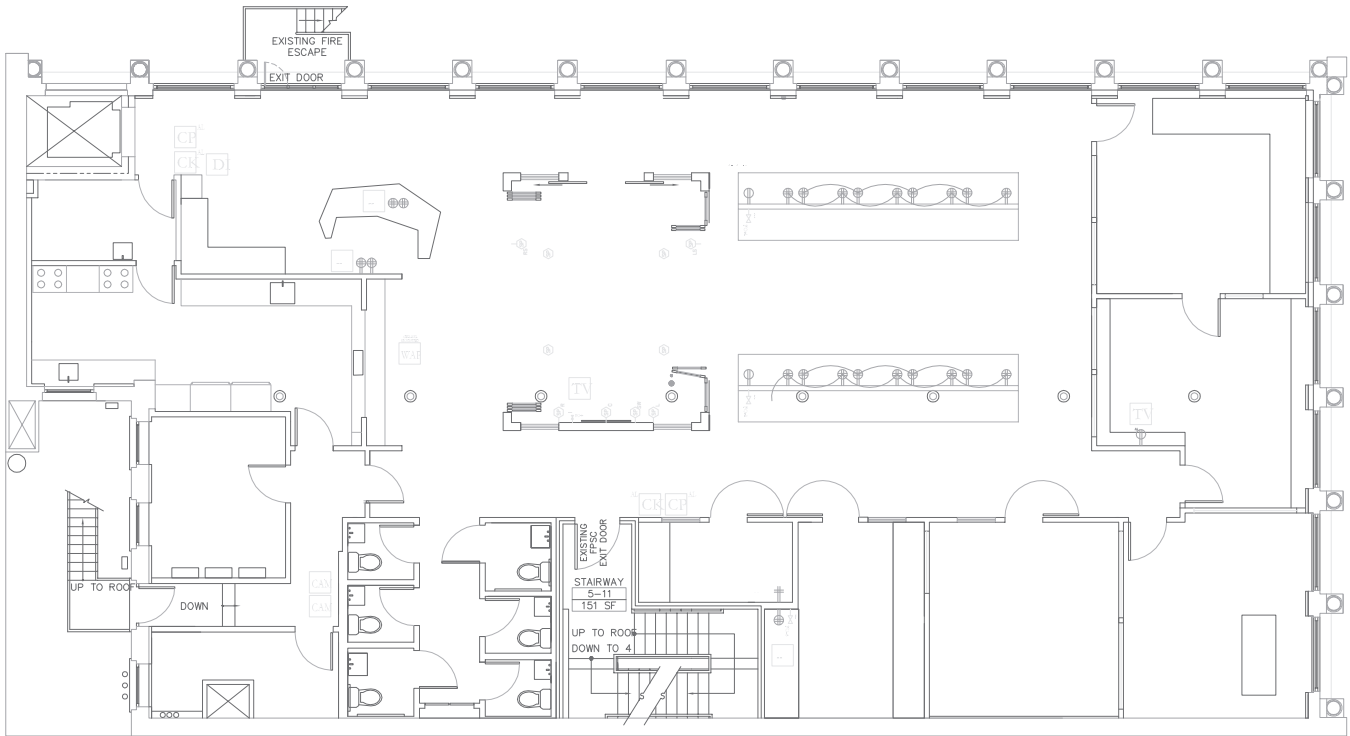 EXISTING FIRE
ESCAPE
EXIT DOOR
CP
CK
WAP
TV
TV
CK CP
EXISTING
FPSC
EXIT DOOR
STAIRWAY
5-11
151 SF
UP TO ROOF
DOWN
UP TO ROOF
DOWN TO 4